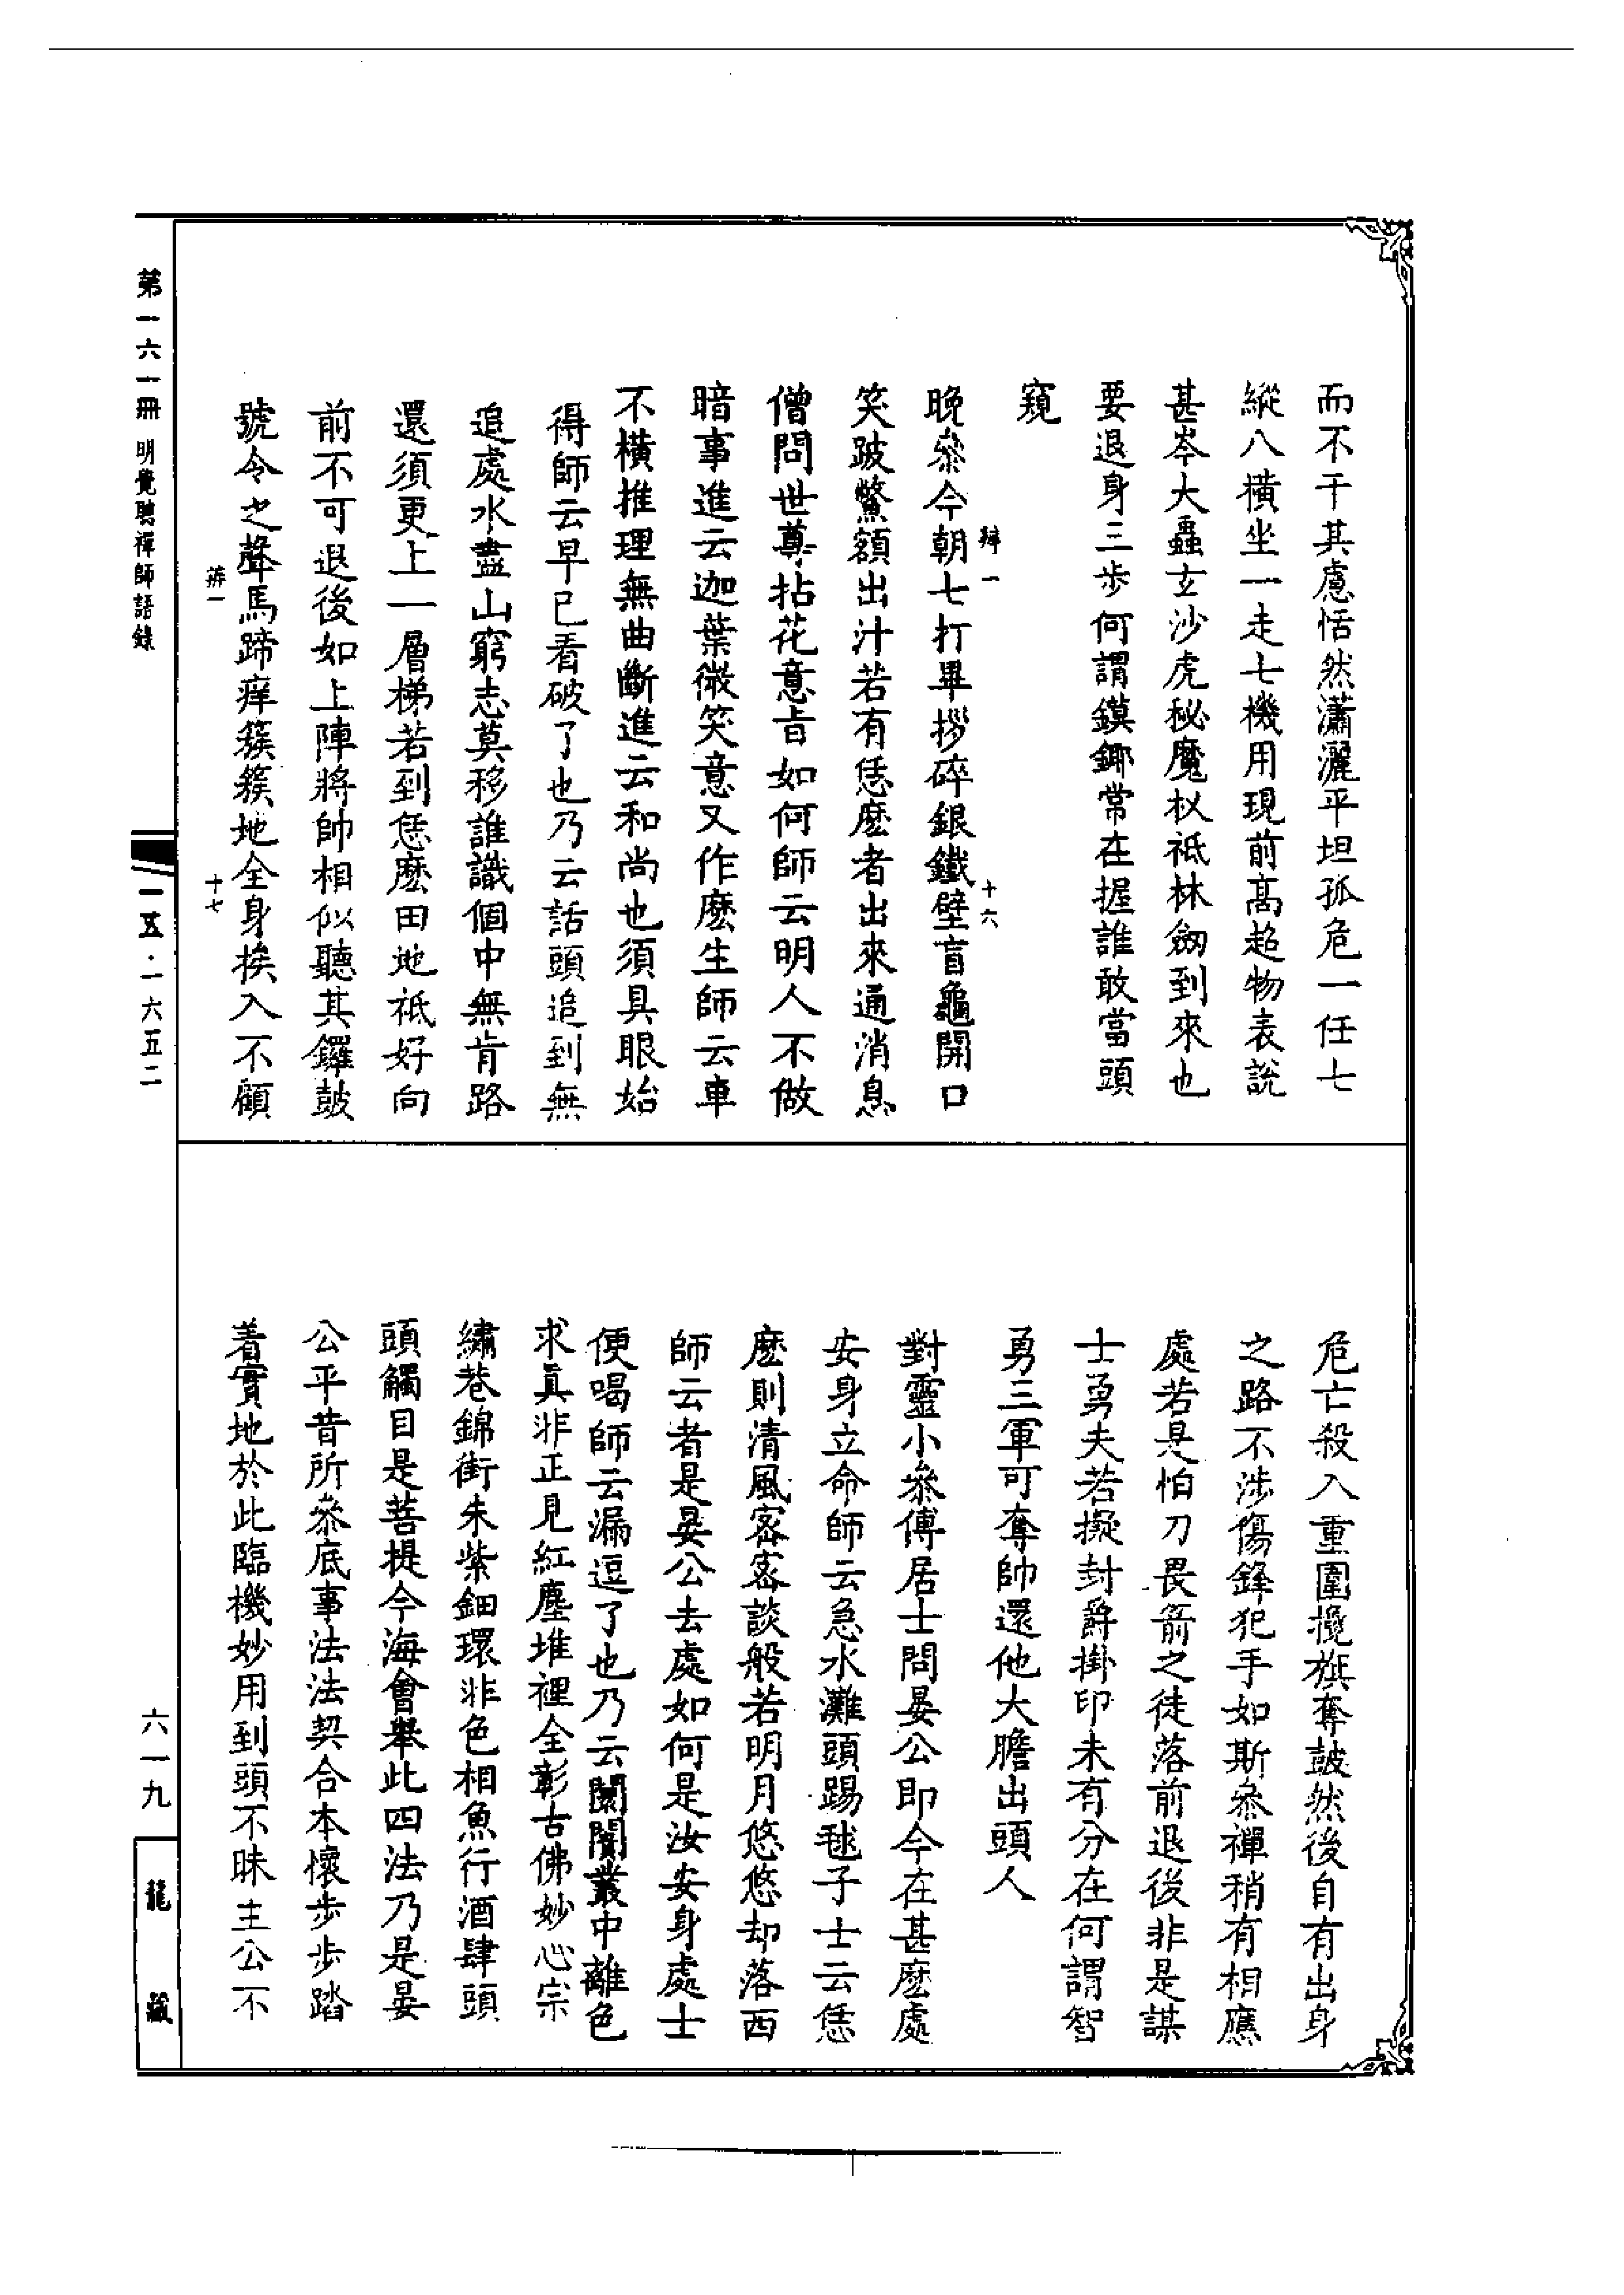 而不干其慮恬然瀟灑平坦孤危一任七
縱八橫坐一走七機用現前高超物表說
甚岑大蟲玄沙虎秘魔杈祗林劒到來也
要退身三步何謂鏌鎁常在握誰敢當頭
窺
辩一 十六
晚叅今朝七打畢拶碎銀鐵壁盲龜開口
笑跛鱉額出汁若有恁麽者出來通消息
僧問世尊拈花意旨如何師云明人不做
暗事進云迦葉微笑意又作麽生師云車
不橫推理無曲斷進云和尚也須具眼始
得師云早已看破了也乃云話頭追到無
追處水盡山窮志莫移誰識個中無肯路
還須更上一層梯若到恁麽田地祗好向
前不可退後如上陣將帥相似聽其鑼鼓
號令之聲馬蹄痒簇簇地全身挨入不顧
十七
危亡殺入重圍攙旗奪鼓然後自有出身
之路不涉傷鋒犯手如斯叅禪稍有相應
處若是怕刀畏箭之徒落前退後非是謀
士勇夫若擬封爵掛印未有分在何謂智
勇三軍可奪帥還他大膽出頭人
對靈小叅傅居士問晏公即今在甚麽處
安身立命師云急水灘頭踢毬子士云恁
麽則清風密密談般若明月悠悠却落西
師云者是晏公去處如何是汝安身處士
便喝師云漏逗了也乃云闤闠叢中離色
求真非正見紅塵堆裡全彰古佛妙心宗
繡巷錦街朱紫鈿環非色相魚行酒肆頭
頭觸目是菩提今海會舉此四法乃是晏
公平昔所叅底事法法契合本懷步步踏
着實地於此臨機妙用到頭不昧主公不
第一六一冊 明覺聰禪師語錄
一五·一六五二
六一九
龍藏